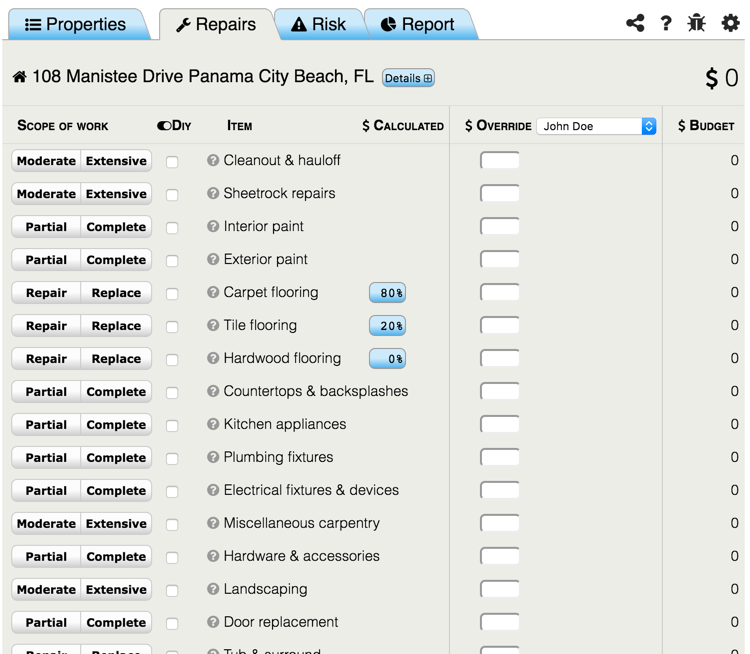 Properties Repairs Risk Report ?
108 Manistee Drive Panama City Beach, FL Details $ 0
SCOPE OF WORK DIY ITEM $ CALCULATED $ OVERRIDE John Doe $ BUDGET
Moderate Extensive ? Cleanout & hauloff 0
Moderate Extensive ? Sheetrock repairs 0
Partial Complete ? Interior paint 0
Partial Complete ? Exterior paint 0
Repair Replace ? Carpet flooring 80% 0
Repair Replace ? Tile flooring 20% 0
Repair Replace ? Hardwood flooring 0% 0
Partial Complete ? Countertops & backsplashes 0
Partial Complete ? Kitchen appliances 0
Partial Complete ? Plumbing fixtures 0
Partial Complete ? Electrical fixtures & devices 0
Moderate Extensive ? Miscellaneous carpentry 0
Partial Complete ? Hardware & accessories 0
Moderate Extensive ? Landscaping 0
Partial Complete ? Door replacement 0
Repair Replace ? Tub & surround 0